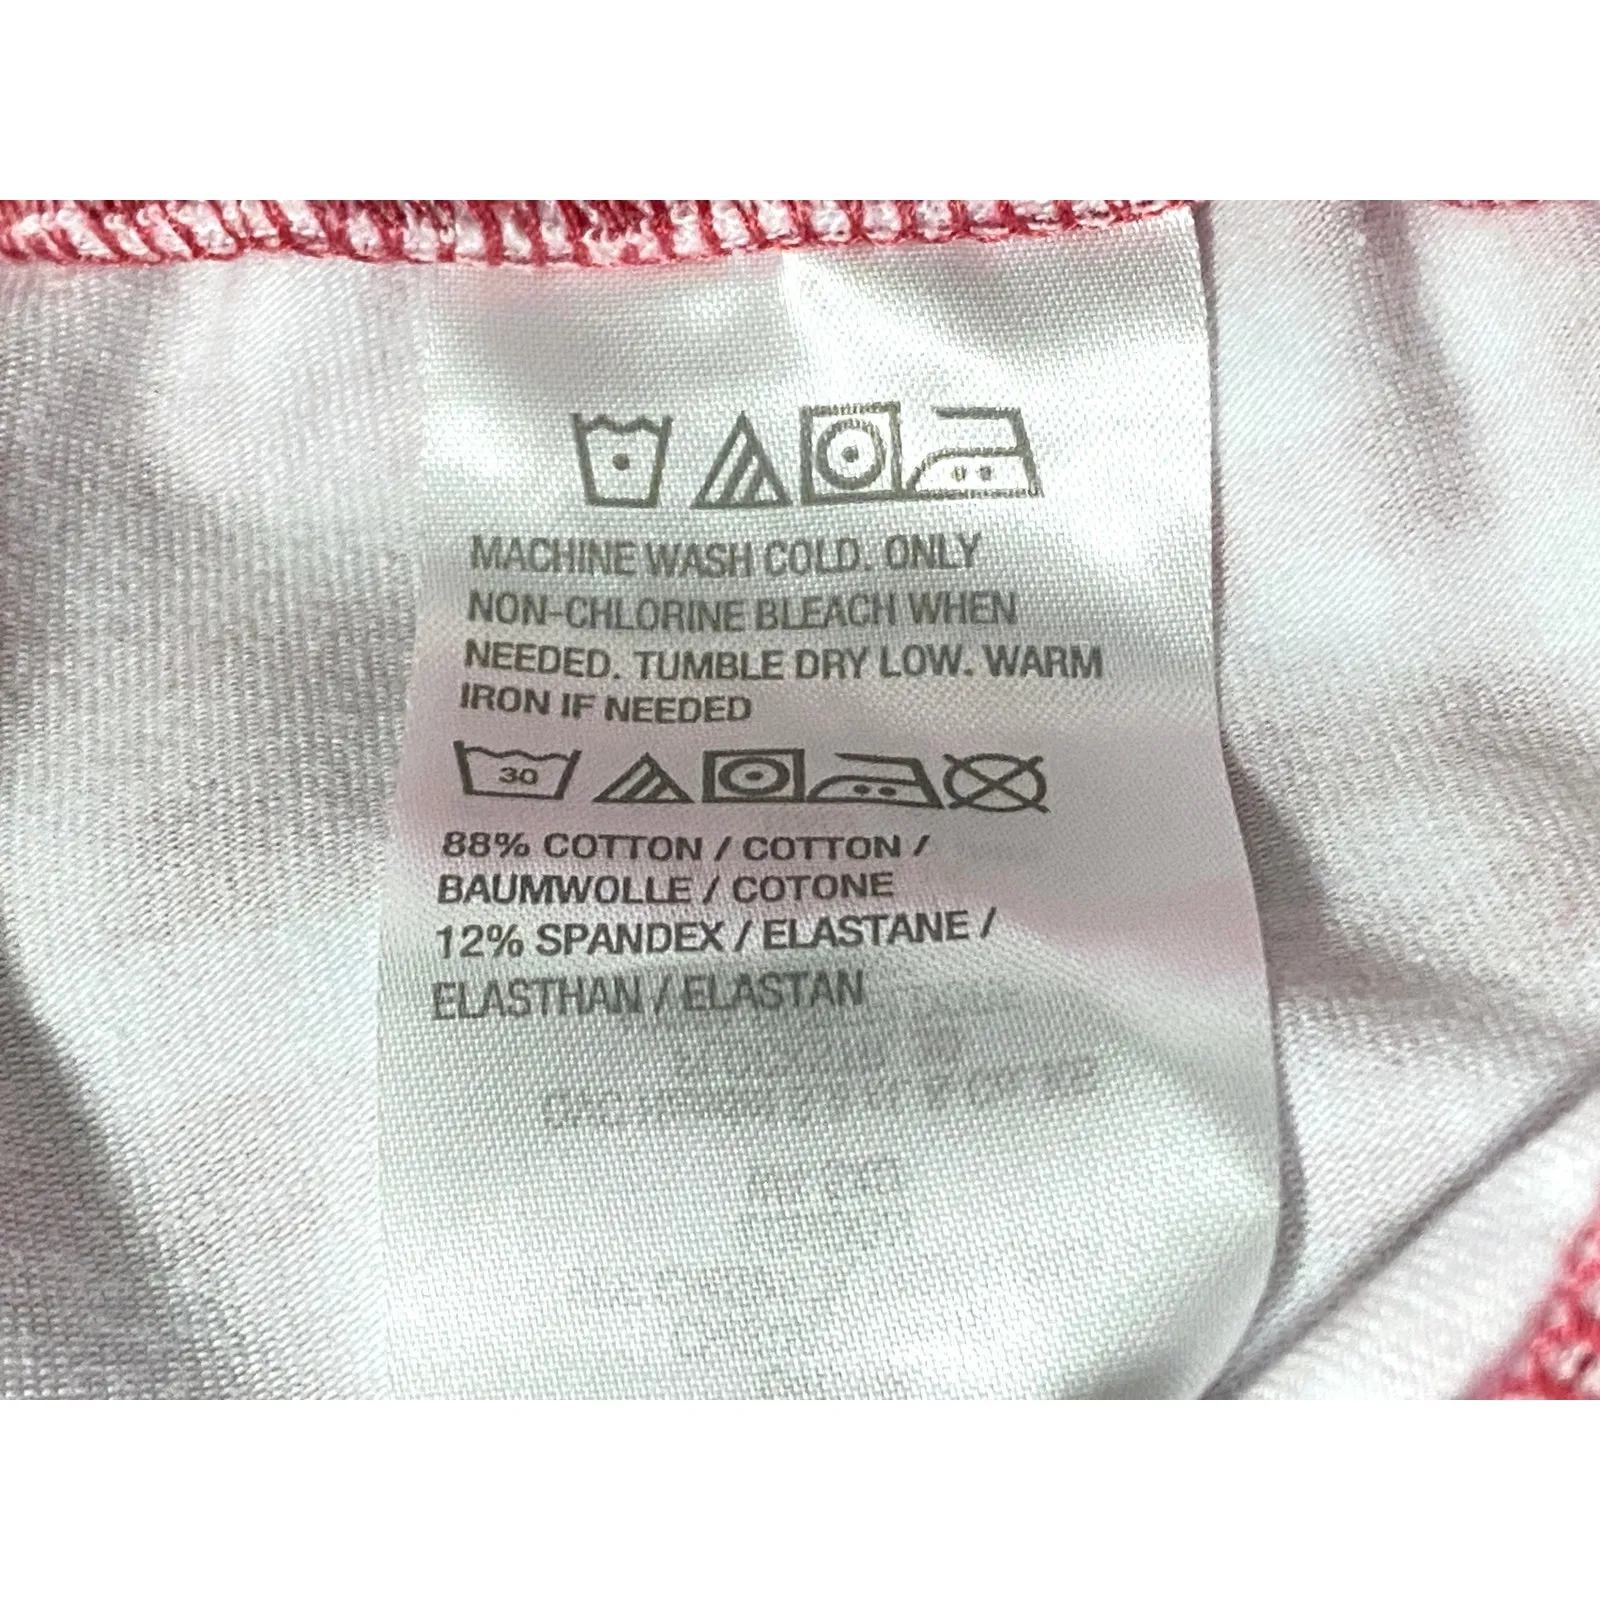 MACHINE WASH COLD. ONLY
NON-CHLORINE BLEACH WHEN
NEEDED. TUMBLE DRY LOW. WARM
IRON IF NEEDED
30
88% COTTON / COTTON /
BAUMWOLLE / COTONE
12% SPANDEX / ELASTANE /
ELASTHAN / ELASTAN